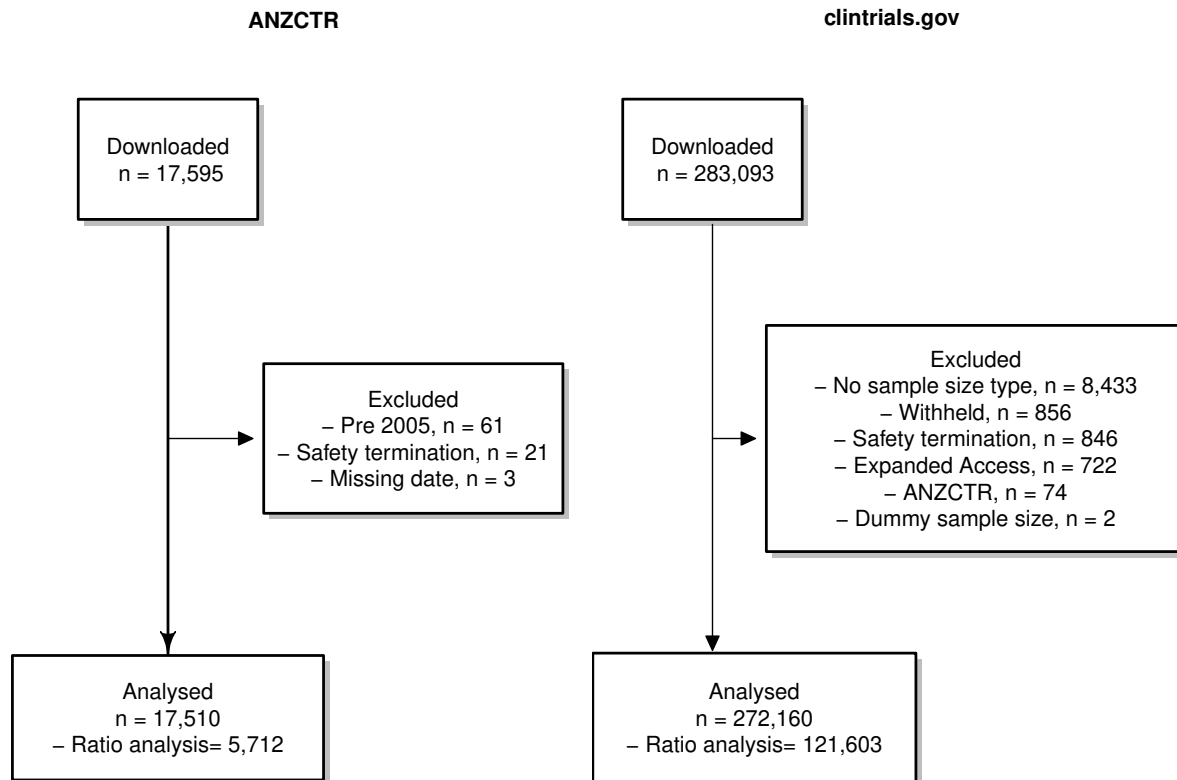 ANZCTR
Downloaded
n = 17,595
Excluded
– Pre 2005, n = 61
– Safety termination, n = 21
– Missing date, n = 3
Analysed
n = 17,510
– Ratio analysis= 5,712
clintrials.gov
Downloaded
n = 283,093
Excluded
– No sample size type, n = 8,433
– Withheld, n = 856
– Safety termination, n = 846
– Expanded Access, n = 722
– ANZCTR, n = 74
– Dummy sample size, n = 2
Analysed
n = 272,160
– Ratio analysis= 121,603